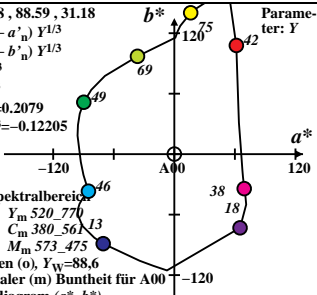 8 , 88.59 , 31.18
– a'n) Y1/3
– b'n) Y1/3
=0.2079
=–0.12205
b*
120
75
Parame-
ter: Y
42
69
49
a*
–120
A00
120
46
38
18
13
pektralbereich
Ym 520_770
Cm 380_561
Mm 573_475
en (o), YW=88,6
aler (m) Buntheit für A00
–120